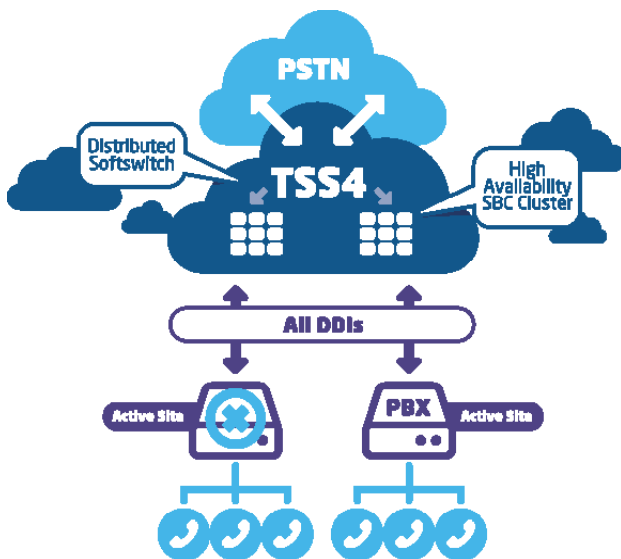 PSTN
Distributed
Softswitch
TSS4
High
Availability
SBC Cluster
All DDIs
Active Site
PBX
Active Site